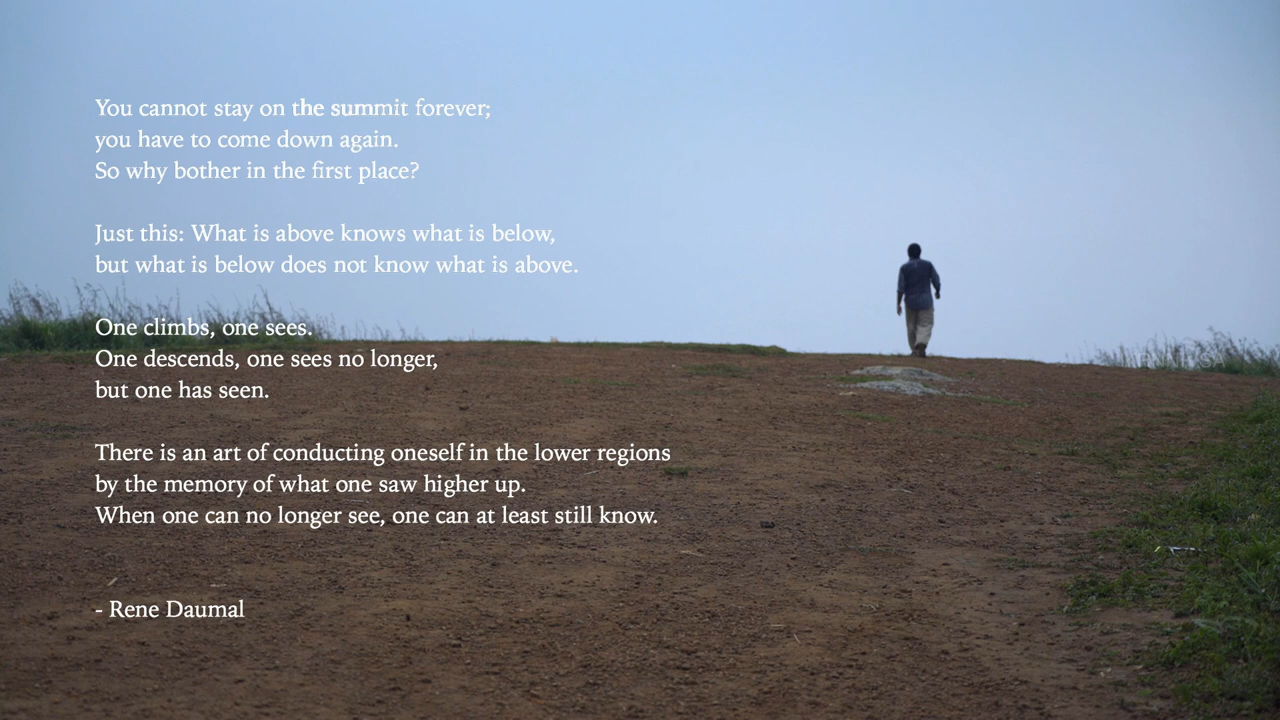 You cannot stay on the summit forever;
you have to come down again.
So why bother in the first place?
Just this: What is above knows what is below,
but what is below does not know what is above.
One climbs, one sees.
One descends, one sees no longer,
but one has seen.
There is an art of conducting oneself in the lower regions
by the memory of what one saw higher up.
When one can no longer see, one can at least still know.
- Rene Daumal